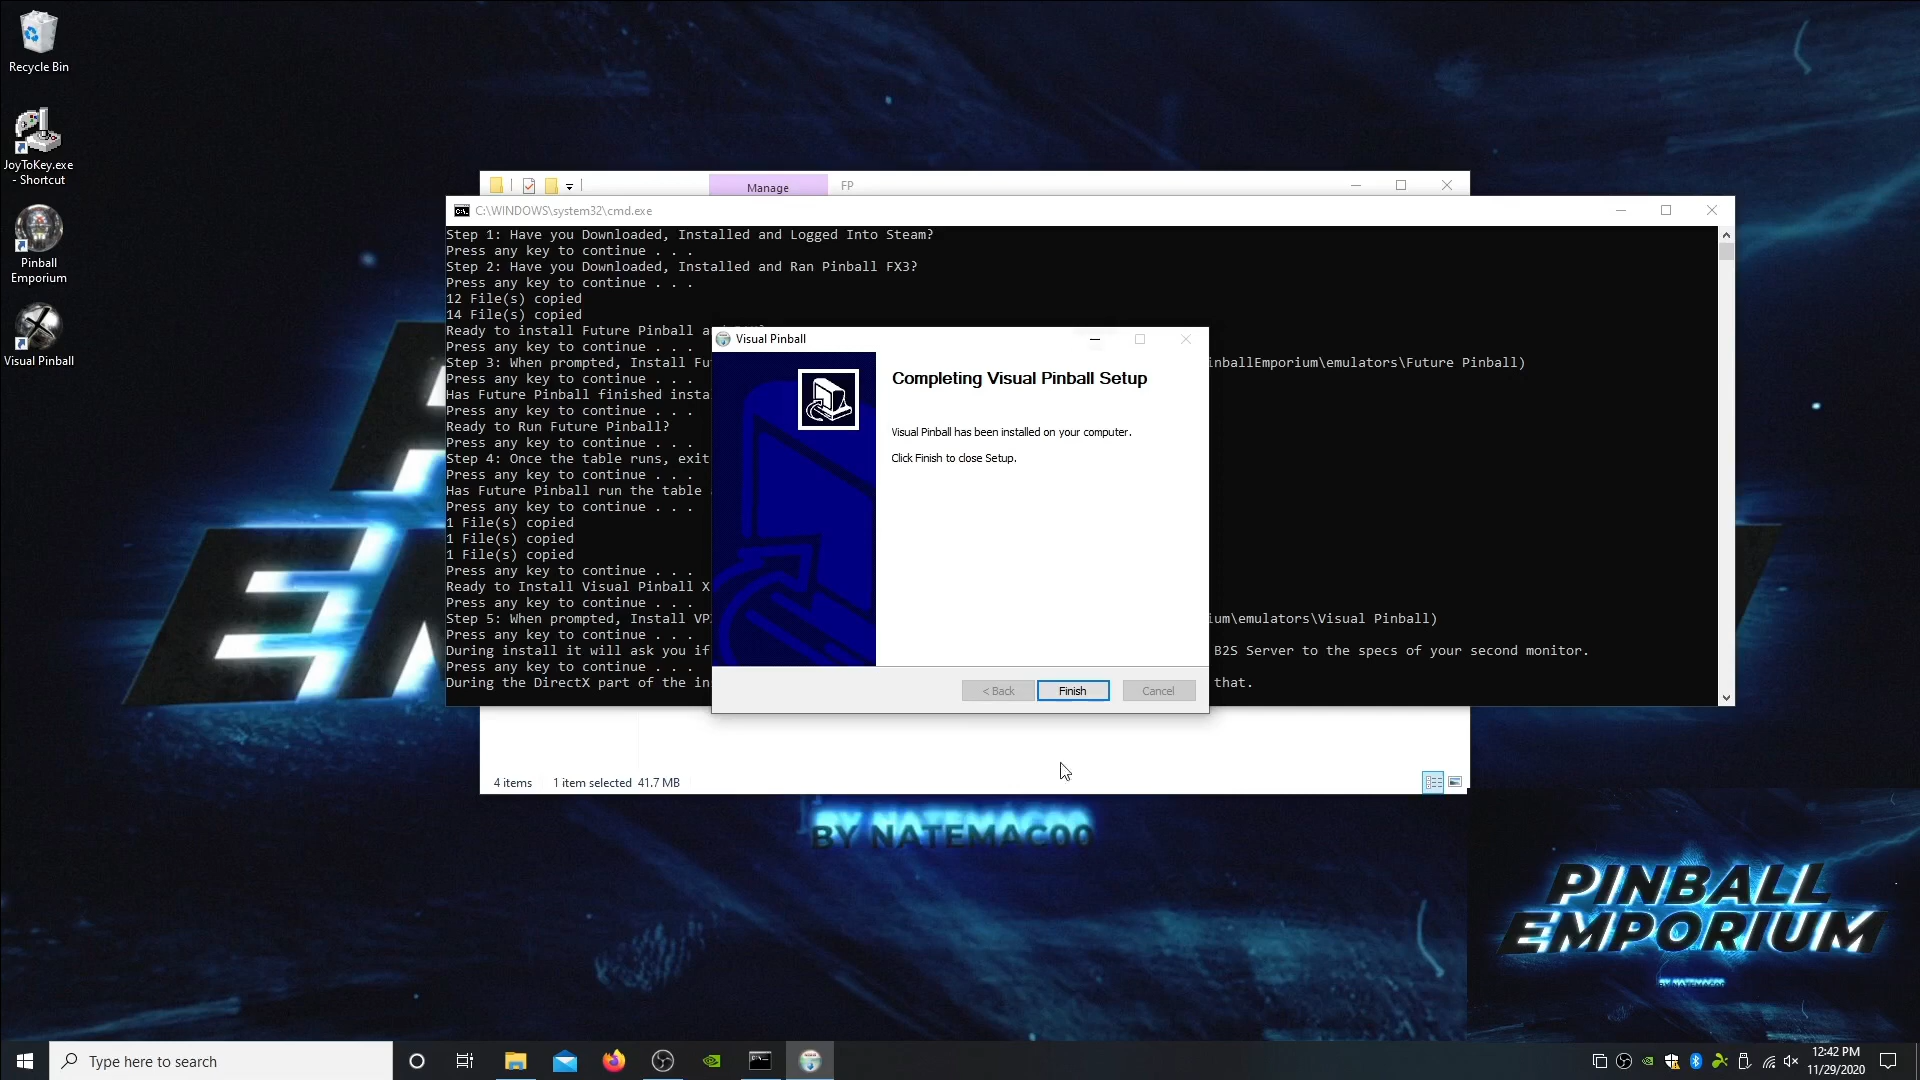 Recycle Bin
JoyToKey.exe
- Shortcut
Pinball
Emporium
Visual Pinball
Manage
FP
C:\WINDOWS\system32\cmd.exe
Step 1: Have you Downloaded, Installed and Logged Into Steam?
Press any key to continue . . .
Step 2: Have you Downloaded, Installed and Ran Pinball FX3?
Press any key to continue . . .
12 File(s) copied
14 File(s) copied
Ready to install Future Pinball
Press any key to continue . . .
Step 3: When prompted, Install Fu inballEmporium\emulators\Future Pinball)
Press any key to continue . . .
Has Future Pinball finished insta
Press any key to continue . . .
Ready to Run Future Pinball?
Press any key to continue . . .
Step 4: Once the table runs, exit
Press any key to continue . . .
Has Future Pinball run the table
Press any key to continue . . .
1 File(s) copied
1 File(s) copied
1 File(s) copied
Press any key to continue . . .
Ready to Install Visual Pinball X
Press any key to continue . . .
Step 5: When prompted, Install VP ium\emulators\Visual Pinball)
Press any key to continue . . .
During install it will ask you if B2S Server to the specs of your second monitor.
Press any key to continue . . .
During the DirectX part of the in that.
Visual Pinball
Completing Visual Pinball Setup
Visual Pinball has been installed on your computer.
Click Finish to close Setup.
< Back
Finish
Cancel
4 items
1 item selected 41.7 MB
BY NATEMAC00
PINBALL
EMPORIUM
BY NATEMAC00
Type here to search
12:42 PM
11/29/2020